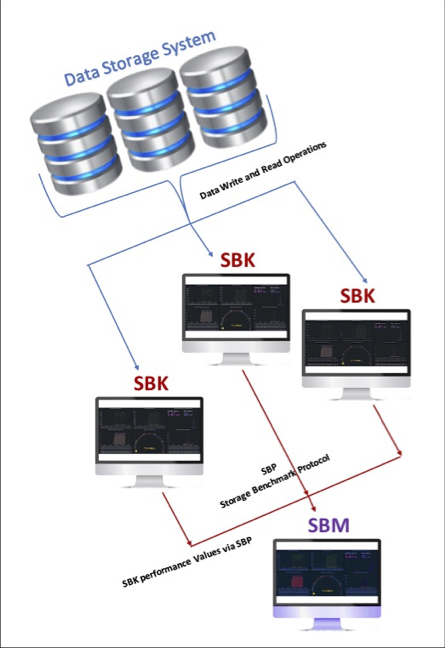 Data Storage System
Data Write and Read Operations
SBK
SBK
SBK
SBP
Storage Benchmark Protocol
SBM
SBK performance Values via SBP